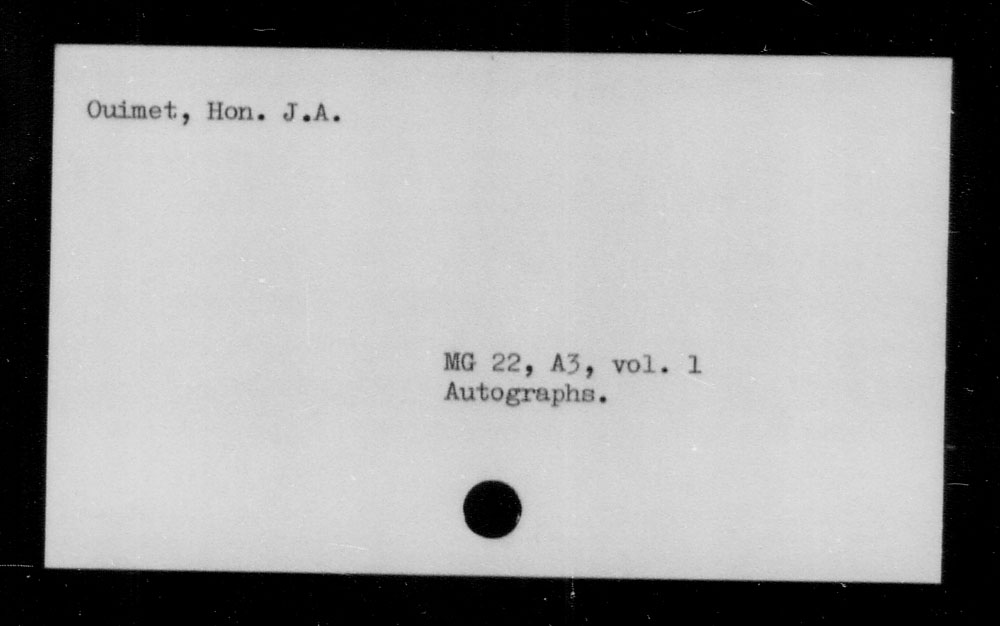 Ouimet, Hon. J.A.
MG 22, A3, vol. 1
Autographs.